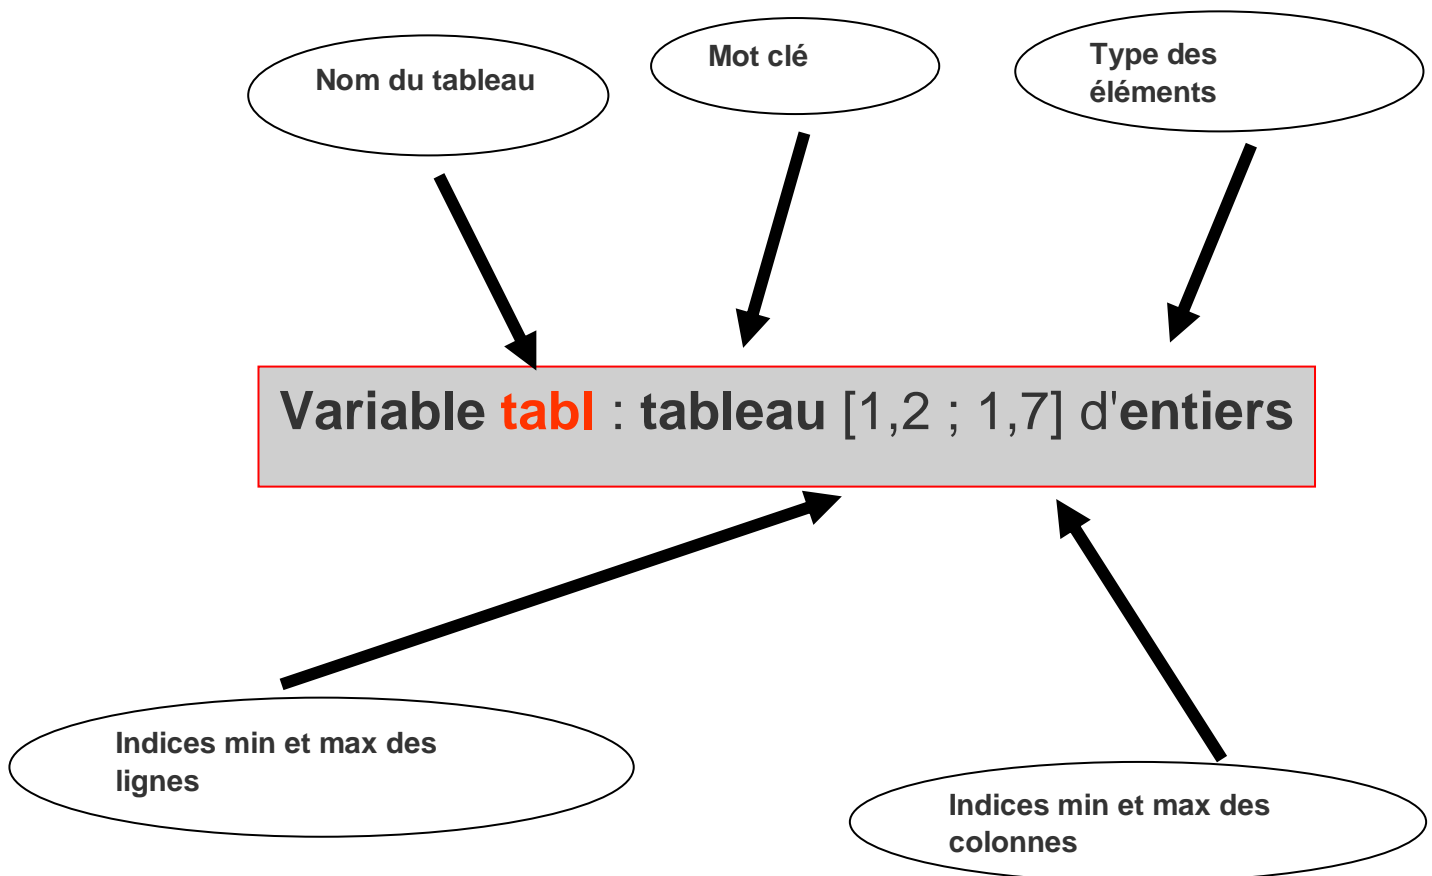 Nom du tableau
Mot clé
Type des
éléments
Variable tabl : tableau [1,2 ; 1,7] d'entiers
Indices min et max des
lignes
Indices min et max des
colonnes